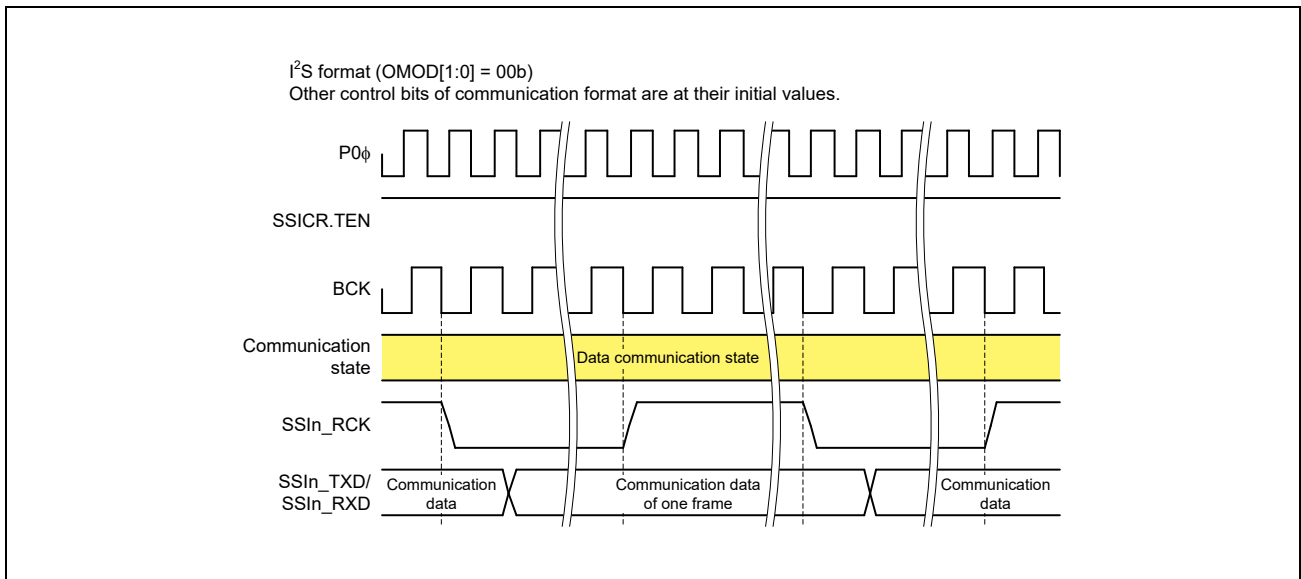 I2S format (OMOD[1:0] = 00b)
Other control bits of communication format are at their initial values.
P0ϕ
SSICR.TEN
BCK
Communication
state
Data communication state
SSIn_RCK
SSIn_TXD/
SSIn_RXD
Communication
data
Communication data
of one frame
Communication
data